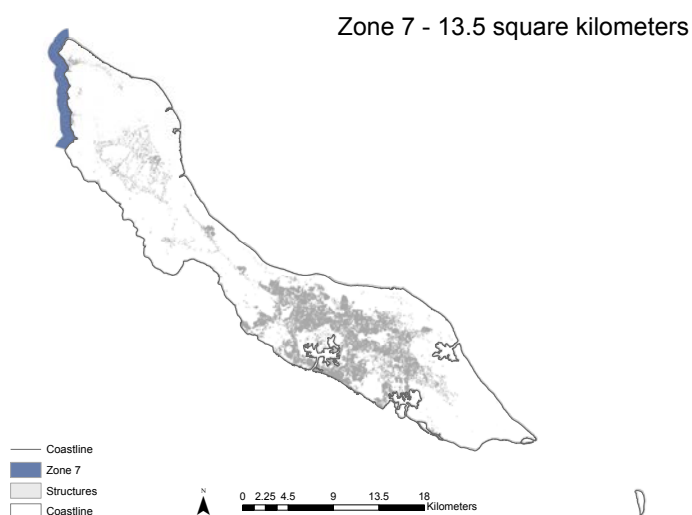 Zone 7 - 13.5 square kilometers
Coastline
Zone 7
Structures
Coastline
N
0 2.25 4.5 9 13.5 18
Kilometers